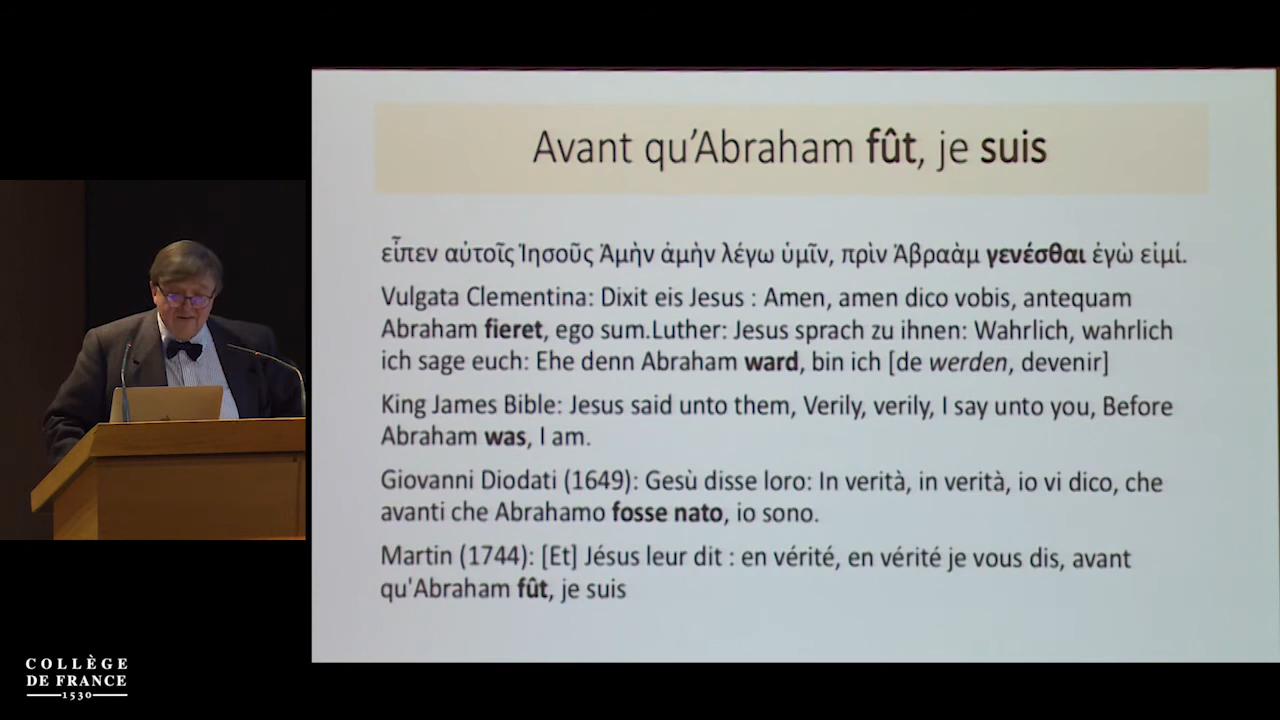 Avant qu’Abraham fût, je suis
εἶπεν αὐτοῖς Ἰησοῦς Ἀμὴν ἀμὴν λέγω ὑμῖν, πρὶν Ἀβραὰμ γενέσθαι ἐγὼ εἰμί.
Vulgata Clementina: Dixit eis Jesus : Amen, amen dico vobis, antequam
Abraham fieret, ego sum.Luther: Jesus sprach zu ihnen: Wahrlich, wahrlich
ich sage euch: Ehe denn Abraham ward, bin ich [de werden, devenir]
King James Bible: Jesus said unto them, Verily, verily, I say unto you, Before
Abraham was, I am.
Giovanni Diodati (1649): Gesù disse loro: In verità, in verità, io vi dico, che
avanti che Abrahamo fosse nato, io sono.
Martin (1744): [Et] Jésus leur dit : en vérité, en vérité je vous dis, avant
qu'Abraham fût, je suis
COLLÈGE
DE FRANCE
1530